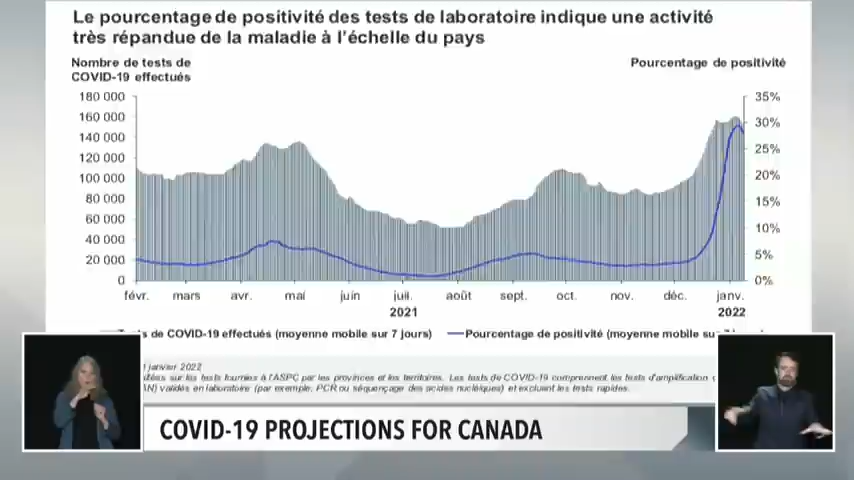 Le pourcentage de positivité des tests de laboratoire indique une activité
très répandue de la maladie à l'échelle du pays
Nombre de tests de
COVID-19 effectués
Pourcentage de positivité
180 000
160 000
140 000
120 000
100 000
80 000
60 000
40 000
20 000
0
35%
30%
25%
20%
15%
10%
5%
0%
févr. mars avr. mai juin juil. août sept. oct. nov. déc. janv.
2021 2022
de COVID-19 effectués (moyenne mobile sur 7 jours) Pourcentage de positivité (moyenne mobile
janvier 2022
sur les tests fournies à l'ASPC par les provinces et les territoires. Les tests de COVID-19 comprennent les tests d'amplification
validés en laboratoire (par exemple, PCR ou séquençage des acides nucléiques) et excluent les tests rapides.
COVID-19 PROJECTIONS FOR CANADA